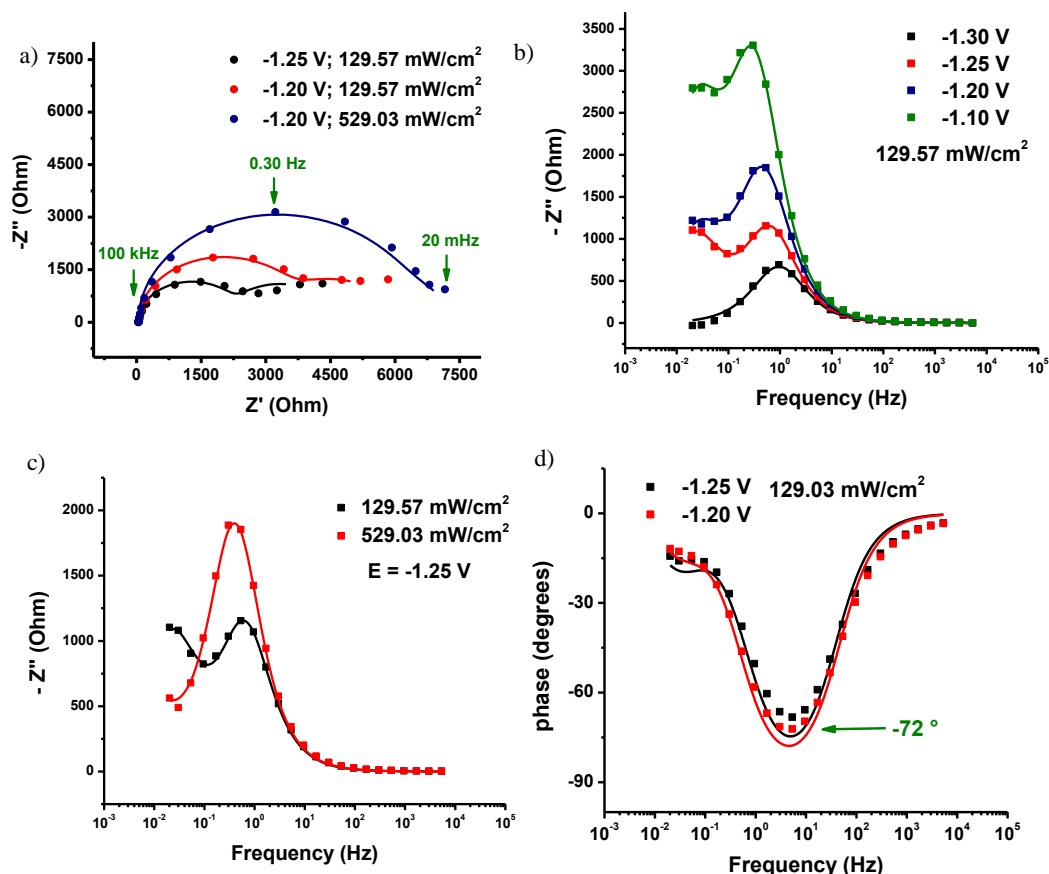 a)
7500
6000
4500
3000
1500
0
-Z" (Ohm)
-1.25 V; 129.57 mW/cm²
-1.20 V; 129.57 mW/cm²
-1.20 V; 529.03 mW/cm²
0.30 Hz
100 kHz
20 mHz
0 1500 3000 4500 6000 7500
Z' (Ohm)
b)
3500
3000
2500
2000
1500
1000
500
0
- Z" (Ohm)
-1.30 V
-1.25 V
-1.20 V
-1.10 V
129.57 mW/cm²
10⁻³ 10⁻² 10⁻¹ 10⁰ 10¹ 10² 10³ 10⁴ 10⁵
Frequency (Hz)
c)
2000
1500
1000
500
0
- Z" (Ohm)
129.57 mW/cm²
529.03 mW/cm²
E = -1.25 V
10⁻³ 10⁻² 10⁻¹ 10⁰ 10¹ 10² 10³ 10⁴ 10⁵
Frequency (Hz)
d)
0
-30
-60
-90
phase (degrees)
-1.25 V 129.03 mW/cm²
-1.20 V
-72 °
10⁻³ 10⁻² 10⁻¹ 10⁰ 10¹ 10² 10³ 10⁴ 10⁵
Frequency (Hz)